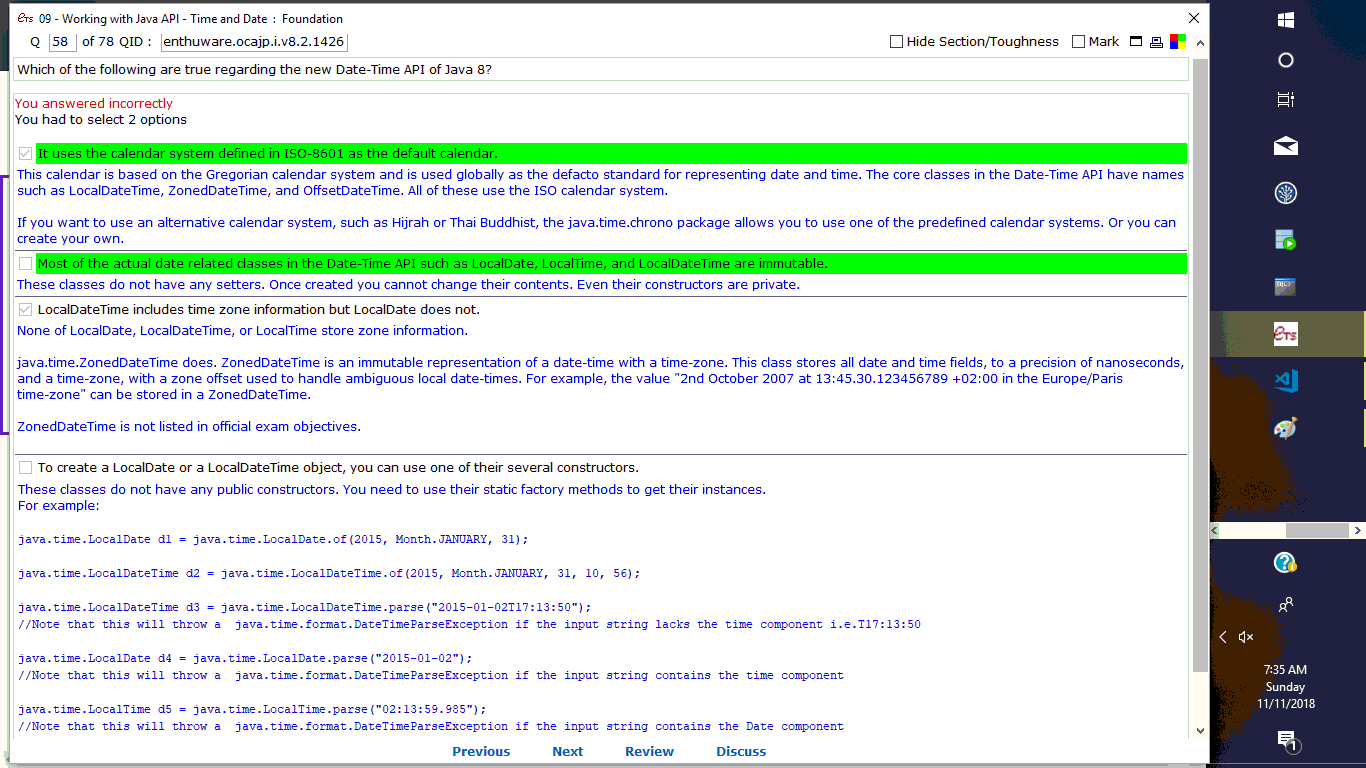 eTs 09 - Working with Java API - Time and Date : Foundation
Q 58 of 78 QID : enthuware.ocajp.i.v8.2.1426
Hide Section/Toughness Mark
Which of the following are true regarding the new Date-Time API of Java 8?
You answered incorrectly
You had to select 2 options
It uses the calendar system defined in ISO-8601 as the default calendar.
This calendar is based on the Gregorian calendar system and is used globally as the defacto standard for representing date and time. The core classes in the Date-Time API have names
such as LocalDateTime, ZonedDateTime, and OffsetDateTime. All of these use the ISO calendar system.
If you want to use an alternative calendar system, such as Hijrah or Thai Buddhist, the java.time.chrono package allows you to use one of the predefined calendar systems. Or you can
create your own.
Most of the actual date related classes in the Date-Time API such as LocalDate, LocalTime, and LocalDateTime are immutable.
These classes do not have any setters. Once created you cannot change their contents. Even their constructors are private.
LocalDateTime includes time zone information but LocalDate does not.
None of LocalDate, LocalDateTime, or LocalTime store zone information.
java.time.ZonedDateTime does. ZonedDateTime is an immutable representation of a date-time with a time-zone. This class stores all date and time fields, to a precision of nanoseconds,
and a time-zone, with a zone offset used to handle ambiguous local date-times. For example, the value "2nd October 2007 at 13:45.30.123456789 +02:00 in the Europe/Paris
time-zone" can be stored in a ZonedDateTime.
ZonedDateTime is not listed in official exam objectives.
To create a LocalDate or a LocalDateTime object, you can use one of their several constructors.
These classes do not have any public constructors. You need to use their static factory methods to get their instances.
For example:
java.time.LocalDate d1 = java.time.LocalDate.of(2015, Month.JANUARY, 31);
java.time.LocalDateTime d2 = java.time.LocalDateTime.of(2015, Month.JANUARY, 31, 10, 56);
java.time.LocalDateTime d3 = java.time.LocalDateTime.parse("2015-01-02T17:13:50");
//Note that this will throw a  java.time.format.DateTimeParseException if the input string lacks the time component i.e.T17:13:50
java.time.LocalDate d4 = java.time.LocalDate.parse("2015-01-02");
//Note that this will throw a  java.time.format.DateTimeParseException if the input string contains the time component
java.time.LocalTime d5 = java.time.LocalTime.parse("02:13:59.985");
//Note that this will throw a  java.time.format.DateTimeParseException if the input string contains the Date component
Previous Next Review Discuss
SQL>
eTs
7:35 AM
Sunday
11/11/2018
1